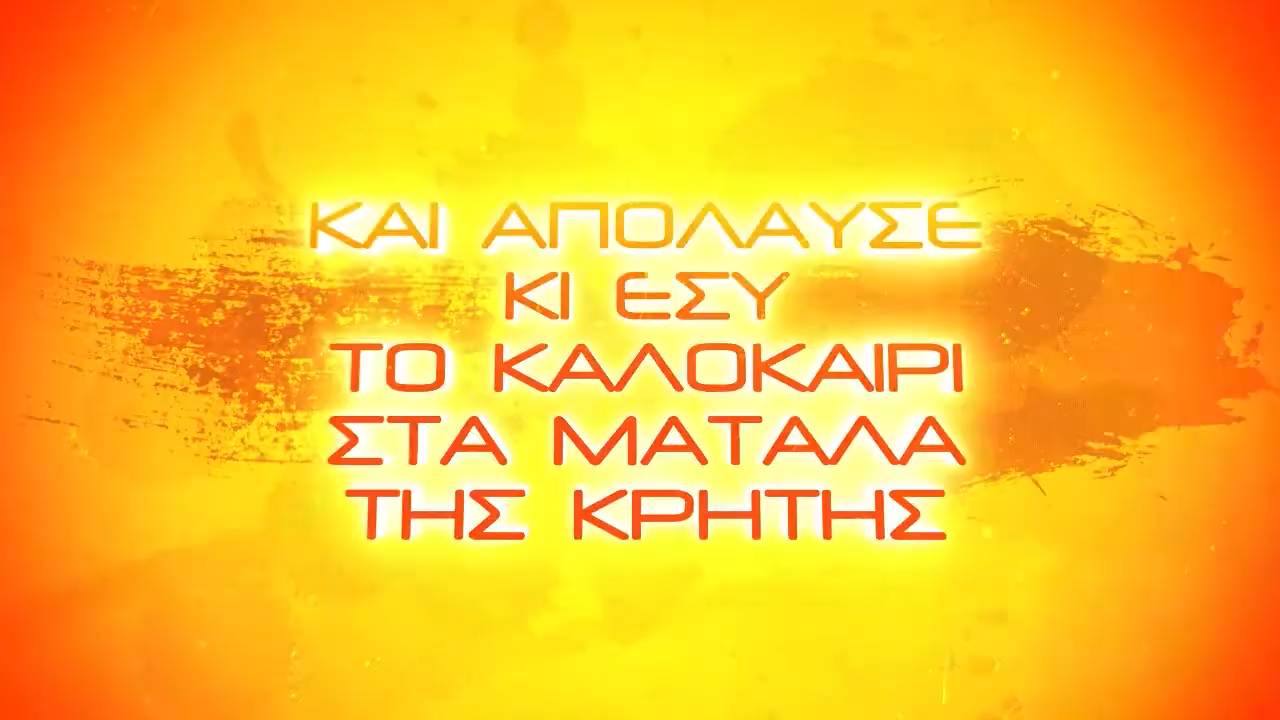 ΚΑΙ ΑΠΟΛΑΥΣΕ
ΚΙ ΕΣΥ
ΤΟ ΚΑΛΟΚΑΙΡΙ
ΣΤΑ ΜΑΤΑΛΑ
ΤΗΣ ΚΡΗΤΗΣ